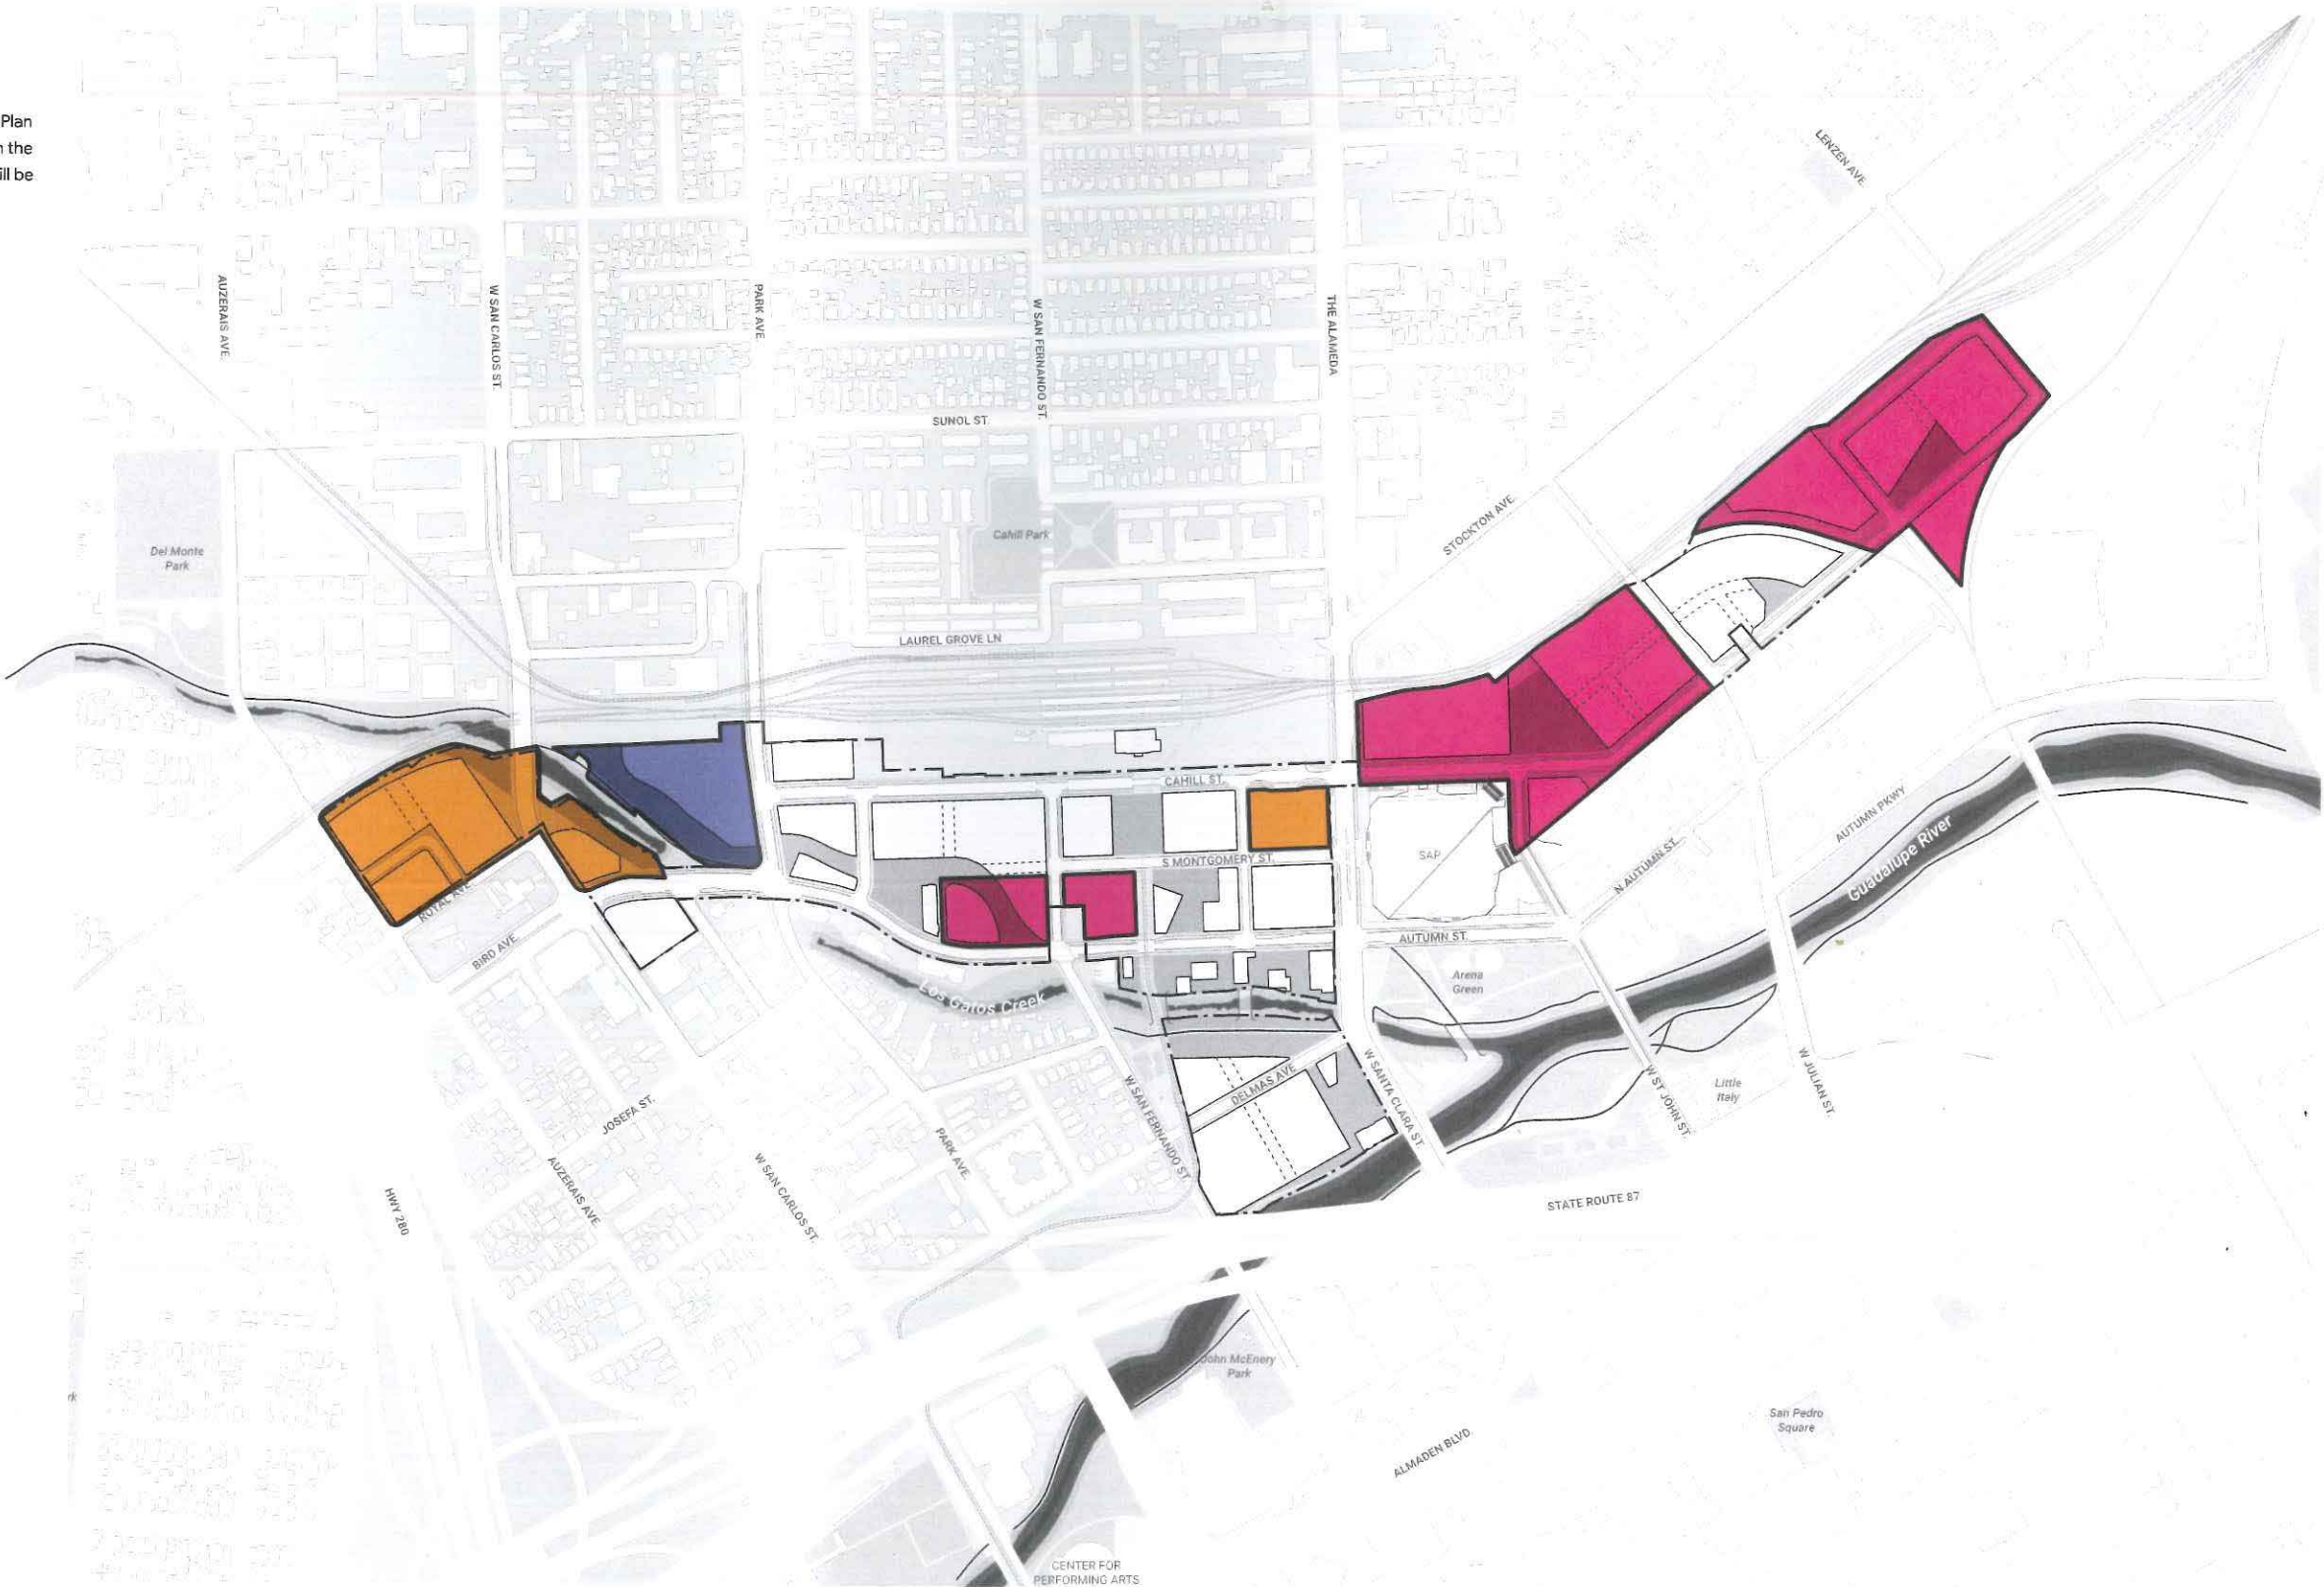 Plan
the
ill be
LENZEN AVE.
AUZERAIS AVE.
W SAN CARLOS ST.
PARK AVE
W SAN FERNANDO ST.
THE ALAMEDA
SUNOL ST.
STOCKTON AVE.
Cahill Park
Del Monte
Park
LAUREL GROVE LN
CAHILL ST.
S MONTGOMERY ST.
SAP
AUTUMN PKWY
N AUTUMN ST.
Guadalupe River
ROYAL AVE
BIRD AVE.
AUTUMN ST.
Arena
Green
Los Gatos Creek
W SANTA CLARA ST.
DELMAS AVE
W ST JOHN ST.
Little
Italy
W JULIAN ST.
JOSEFA ST.
W SAN FERNANDO ST
PARK AVE.
AUZERAIS AVE.
W SAN CARLOS ST.
HWY 280
STATE ROUTE 87
John McEnery
Park
rk
San Pedro
Square
ALMADEN BLVD.
CENTER FOR
PERFORMING ARTS